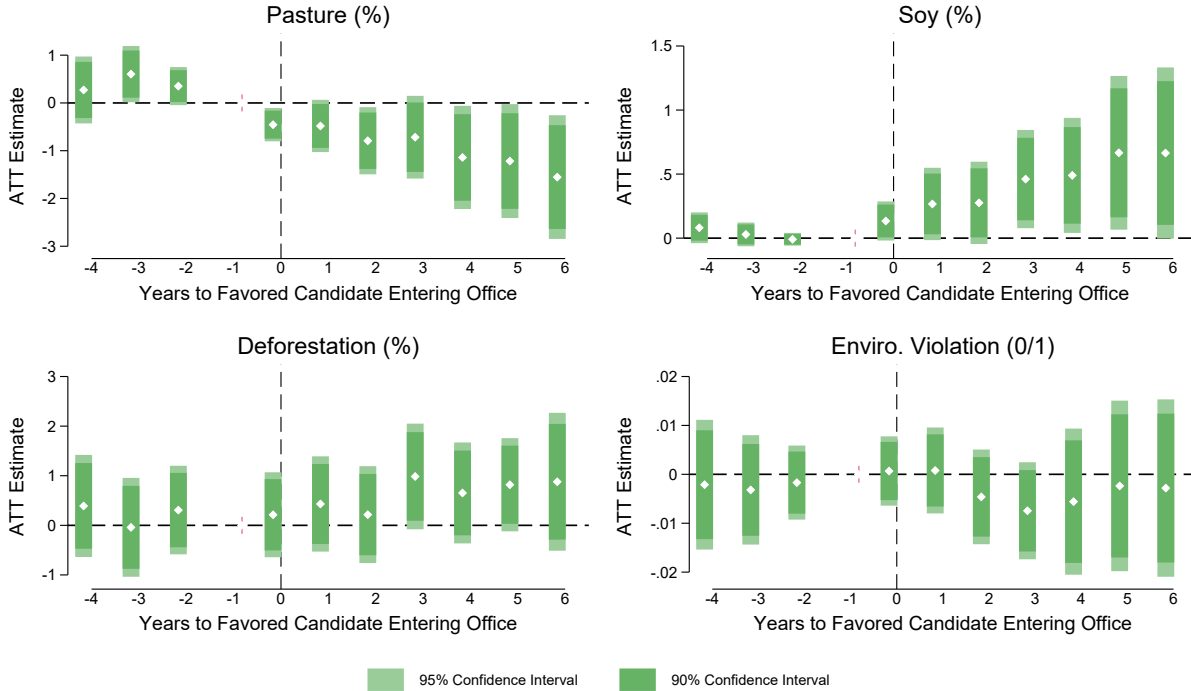 Pasture (%)
ATT Estimate
1
0
-1
-2
-3
-4 -3 -2 -1 0 1 2 3 4 5 6
Years to Favored Candidate Entering Office
Soy (%)
ATT Estimate
1.5
1
.5
0
-4 -3 -2 -1 0 1 2 3 4 5 6
Years to Favored Candidate Entering Office
Deforestation (%)
ATT Estimate
3
2
1
0
-1
-4 -3 -2 -1 0 1 2 3 4 5 6
Years to Favored Candidate Entering Office
Enviro. Violation (0/1)
ATT Estimate
.02
.01
0
-.01
-.02
-4 -3 -2 -1 0 1 2 3 4 5 6
Years to Favored Candidate Entering Office
95% Confidence Interval 90% Confidence Interval